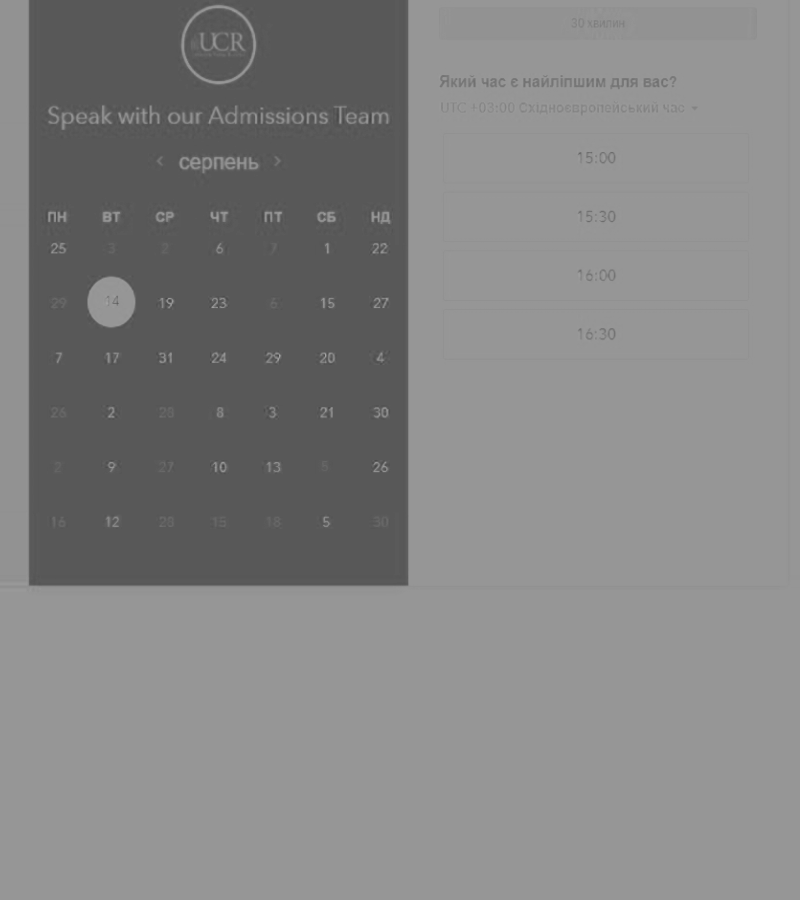 UCR
Speak with our Admissions Team
< серпень >
ПН ВТ СР ЧТ ПТ СБ НД
25 3 2 6 7 1 22
29 14 19 23 6 15 27
7 17 31 24 29 20 4
26 2 28 8 3 21 30
2 9 27 10 13 5 26
16 12 28 15 18 5 30
30 хвилин
Який час є найліпшим для вас?
UTC +03:00 Східноєвропейський час
15:00
15:30
16:00
16:30